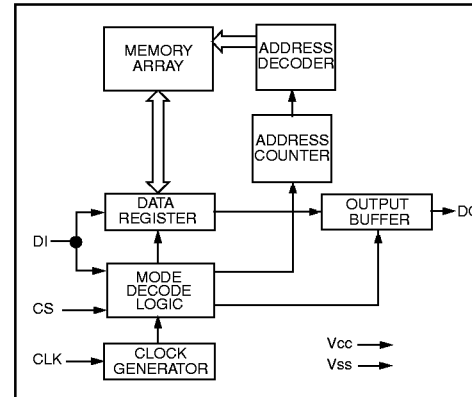 MEMORY
ARRAY
ADDRESS
DECODER
ADDRESS
COUNTER
DATA
REGISTER
OUTPUT
BUFFER
DI
MODE
DECODE
LOGIC
CS
CLK
CLOCK
GENERATOR
Vcc
Vss